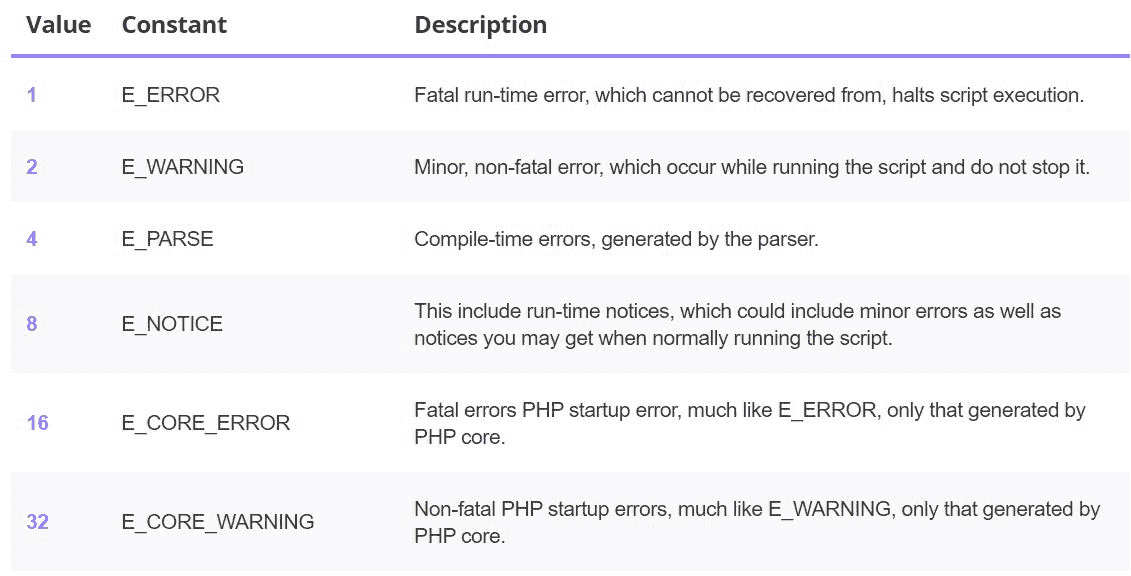 Value Constant Description
1 E_ERROR Fatal run-time error, which cannot be recovered from, halts script execution.
2 E_WARNING Minor, non-fatal error, which occur while running the script and do not stop it.
4 E_PARSE Compile-time errors, generated by the parser.
8 E_NOTICE This include run-time notices, which could include minor errors as well as
notices you may get when normally running the script.
16 E_CORE_ERROR Fatal errors PHP startup error, much like E_ERROR, only that generated by
PHP core.
32 E_CORE_WARNING Non-fatal PHP startup errors, much like E_WARNING, only that generated by
PHP core.